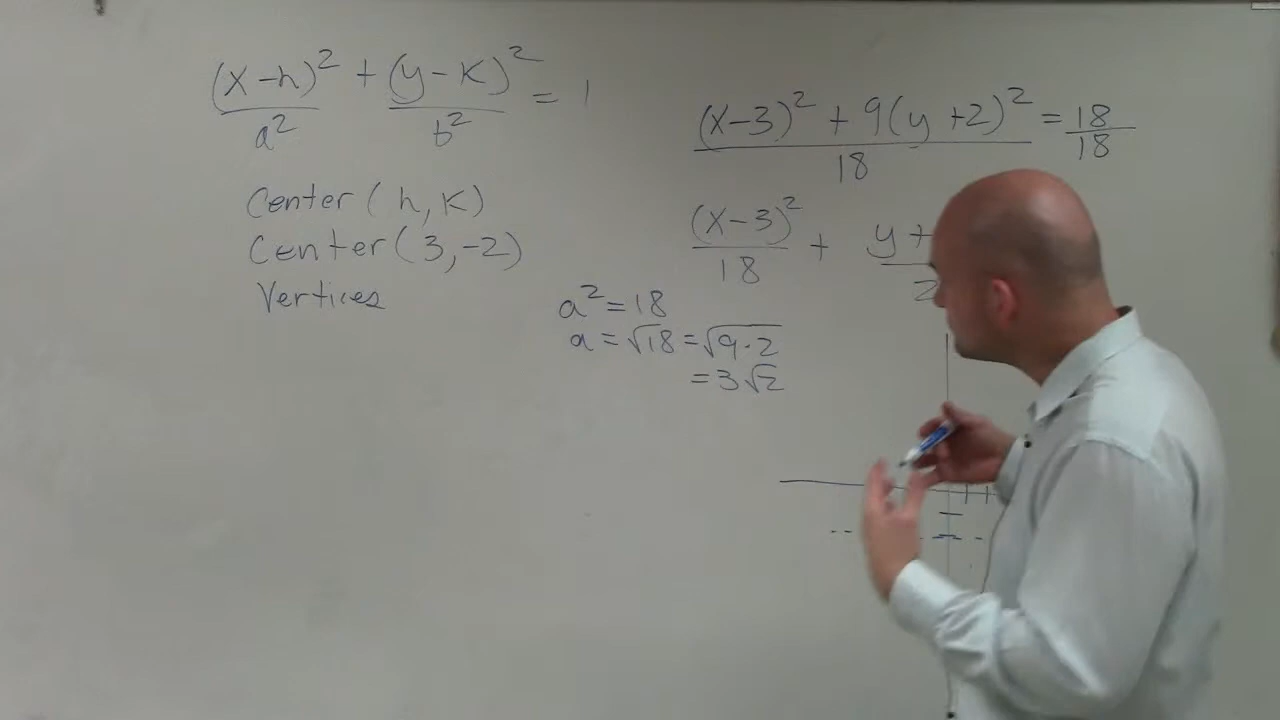 (x-h)² + (y-k)² = 1
a² b²
Center (h, k)
Center (3, -2)
Vertices
(x-3)² + 9(y+2)² = 18
18 18
(x-3)² + y+
18 2
a² = 18
a = √18 = √9·2
= 3√2